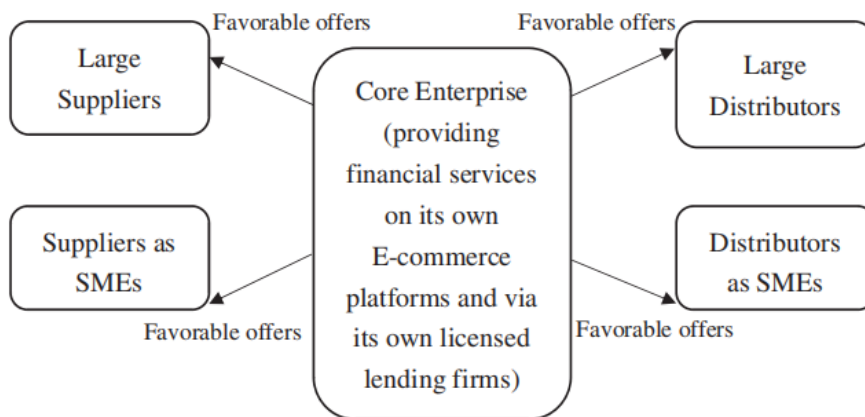 Favorable offers
Favorable offers
Large
Suppliers
Core Enterprise
(providing
financial services
on its own
E-commerce
platforms and via
its own licensed
lending firms)
Large
Distributors
Suppliers as
SMEs
Distributors
as SMEs
Favorable offers
Favorable offers